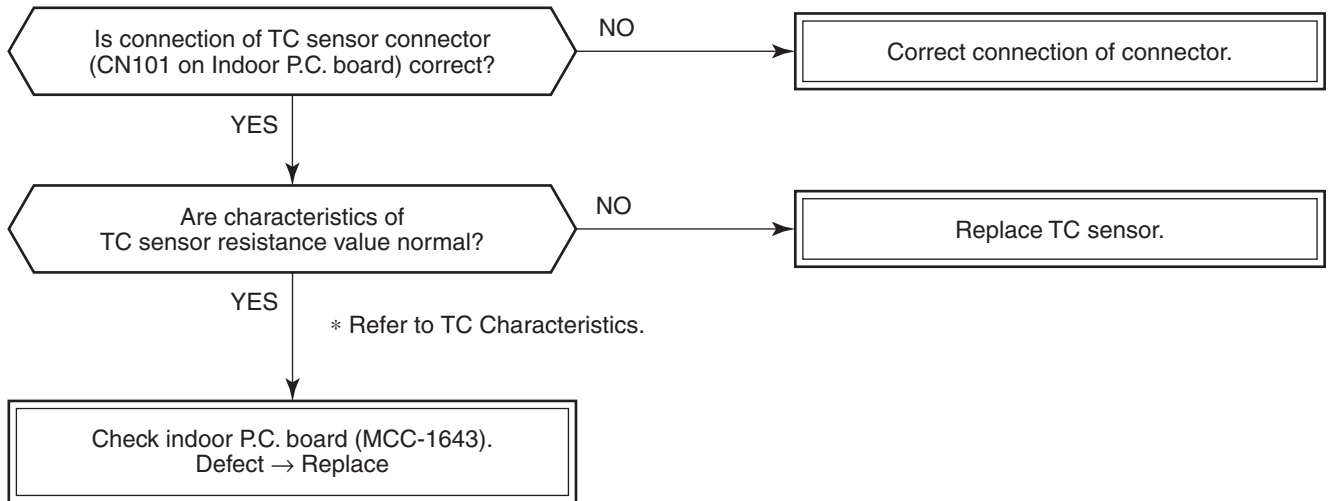 Is connection of TC sensor connector
(CN101 on Indoor P.C. board) correct?
NO
Correct connection of connector.
YES
Are characteristics of
TC sensor resistance value normal?
NO
Replace TC sensor.
YES
* Refer to TC Characteristics.
Check indoor P.C. board (MCC-1643).
Defect → Replace